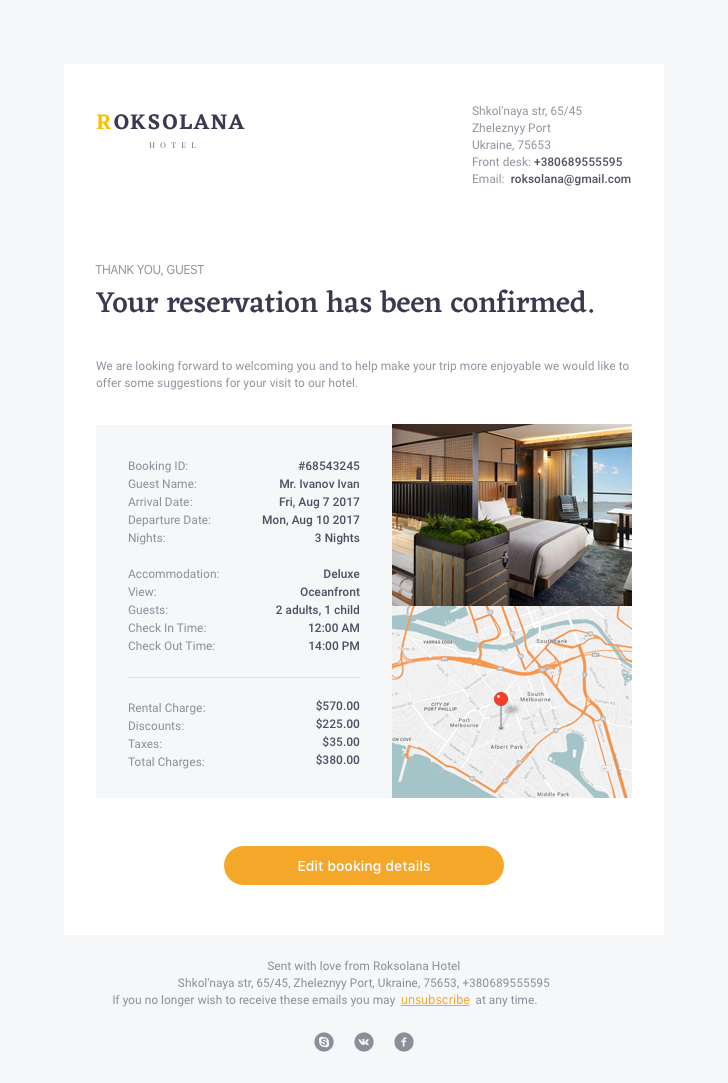 ROKSOLANA
HOTEL
Shkol'naya str, 65/45
Zheleznyy Port
Ukraine, 75653
Front desk: +380689555595
Email: roksolana@gmail.com
THANK YOU, GUEST
Your reservation has been confirmed.
We are looking forward to welcoming you and to help make your trip more enjoyable we would like to
offer some suggestions for your visit to our hotel.
Booking ID: #68543245
Guest Name: Mr. Ivanov Ivan
Arrival Date: Fri, Aug 7 2017
Departure Date: Mon, Aug 10 2017
Nights: 3 Nights
Accommodation: Deluxe
View: Oceanfront
Guests: 2 adults, 1 child
Check In Time: 12:00 AM
Check Out Time: 14:00 PM
Rental Charge: $570.00
Discounts: $225.00
Taxes: $35.00
Total Charges: $380.00
YARRAS EDGE
Southbank
CITY OF
PORT PHILLIP
South
Melbourne
Port
Melbourne
Albert Park
ON COVE
Middle Park
Edit booking details
Sent with love from Roksolana Hotel
Shkol'naya str, 65/45, Zheleznyy Port, Ukraine, 75653, +380689555595
If you no longer wish to receive these emails you may unsubscribe at any time.